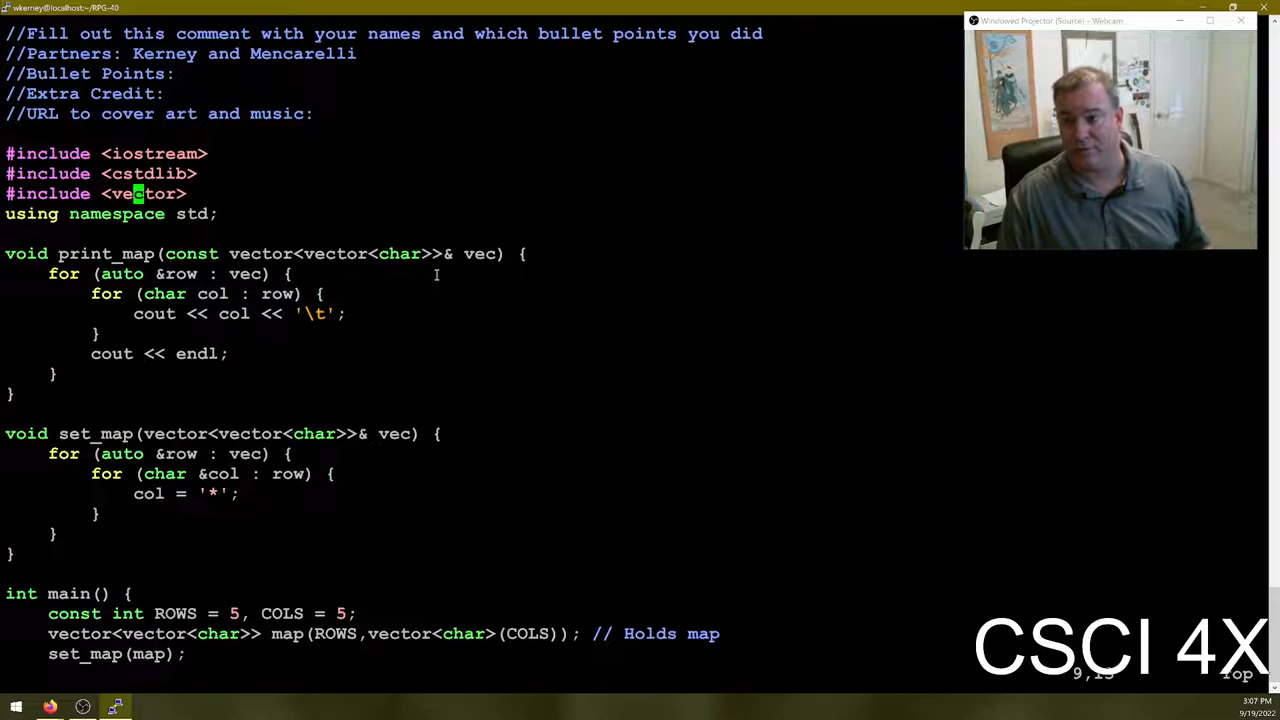 wkerney@localhost:~/RPG-40
Windowed Projector (Source) - Webcam
//Fill out this comment with your names and which bullet points you did
//Partners: Kerney and Mencarelli
//Bullet Points:
//Extra Credit:
//URL to cover art and music:
#include <iostream>
#include <cstdlib>
#include <vector>
using namespace std;
void print_map(const vector<vector<char>>& vec) {
    for (auto &row : vec) {
        for (char col : row) {
            cout << col << '\t';
        }
        cout << endl;
    }
}
void set_map(vector<vector<char>>& vec) {
    for (auto &row : vec) {
        for (char &col : row) {
            col = '*';
        }
    }
}
int main() {
    const int ROWS = 5, COLS = 5;
    vector<vector<char>> map(ROWS,vector<char>(COLS)); // Holds map
    set_map(map);
CSCI 4X
Top
3:07 PM
9/19/2022